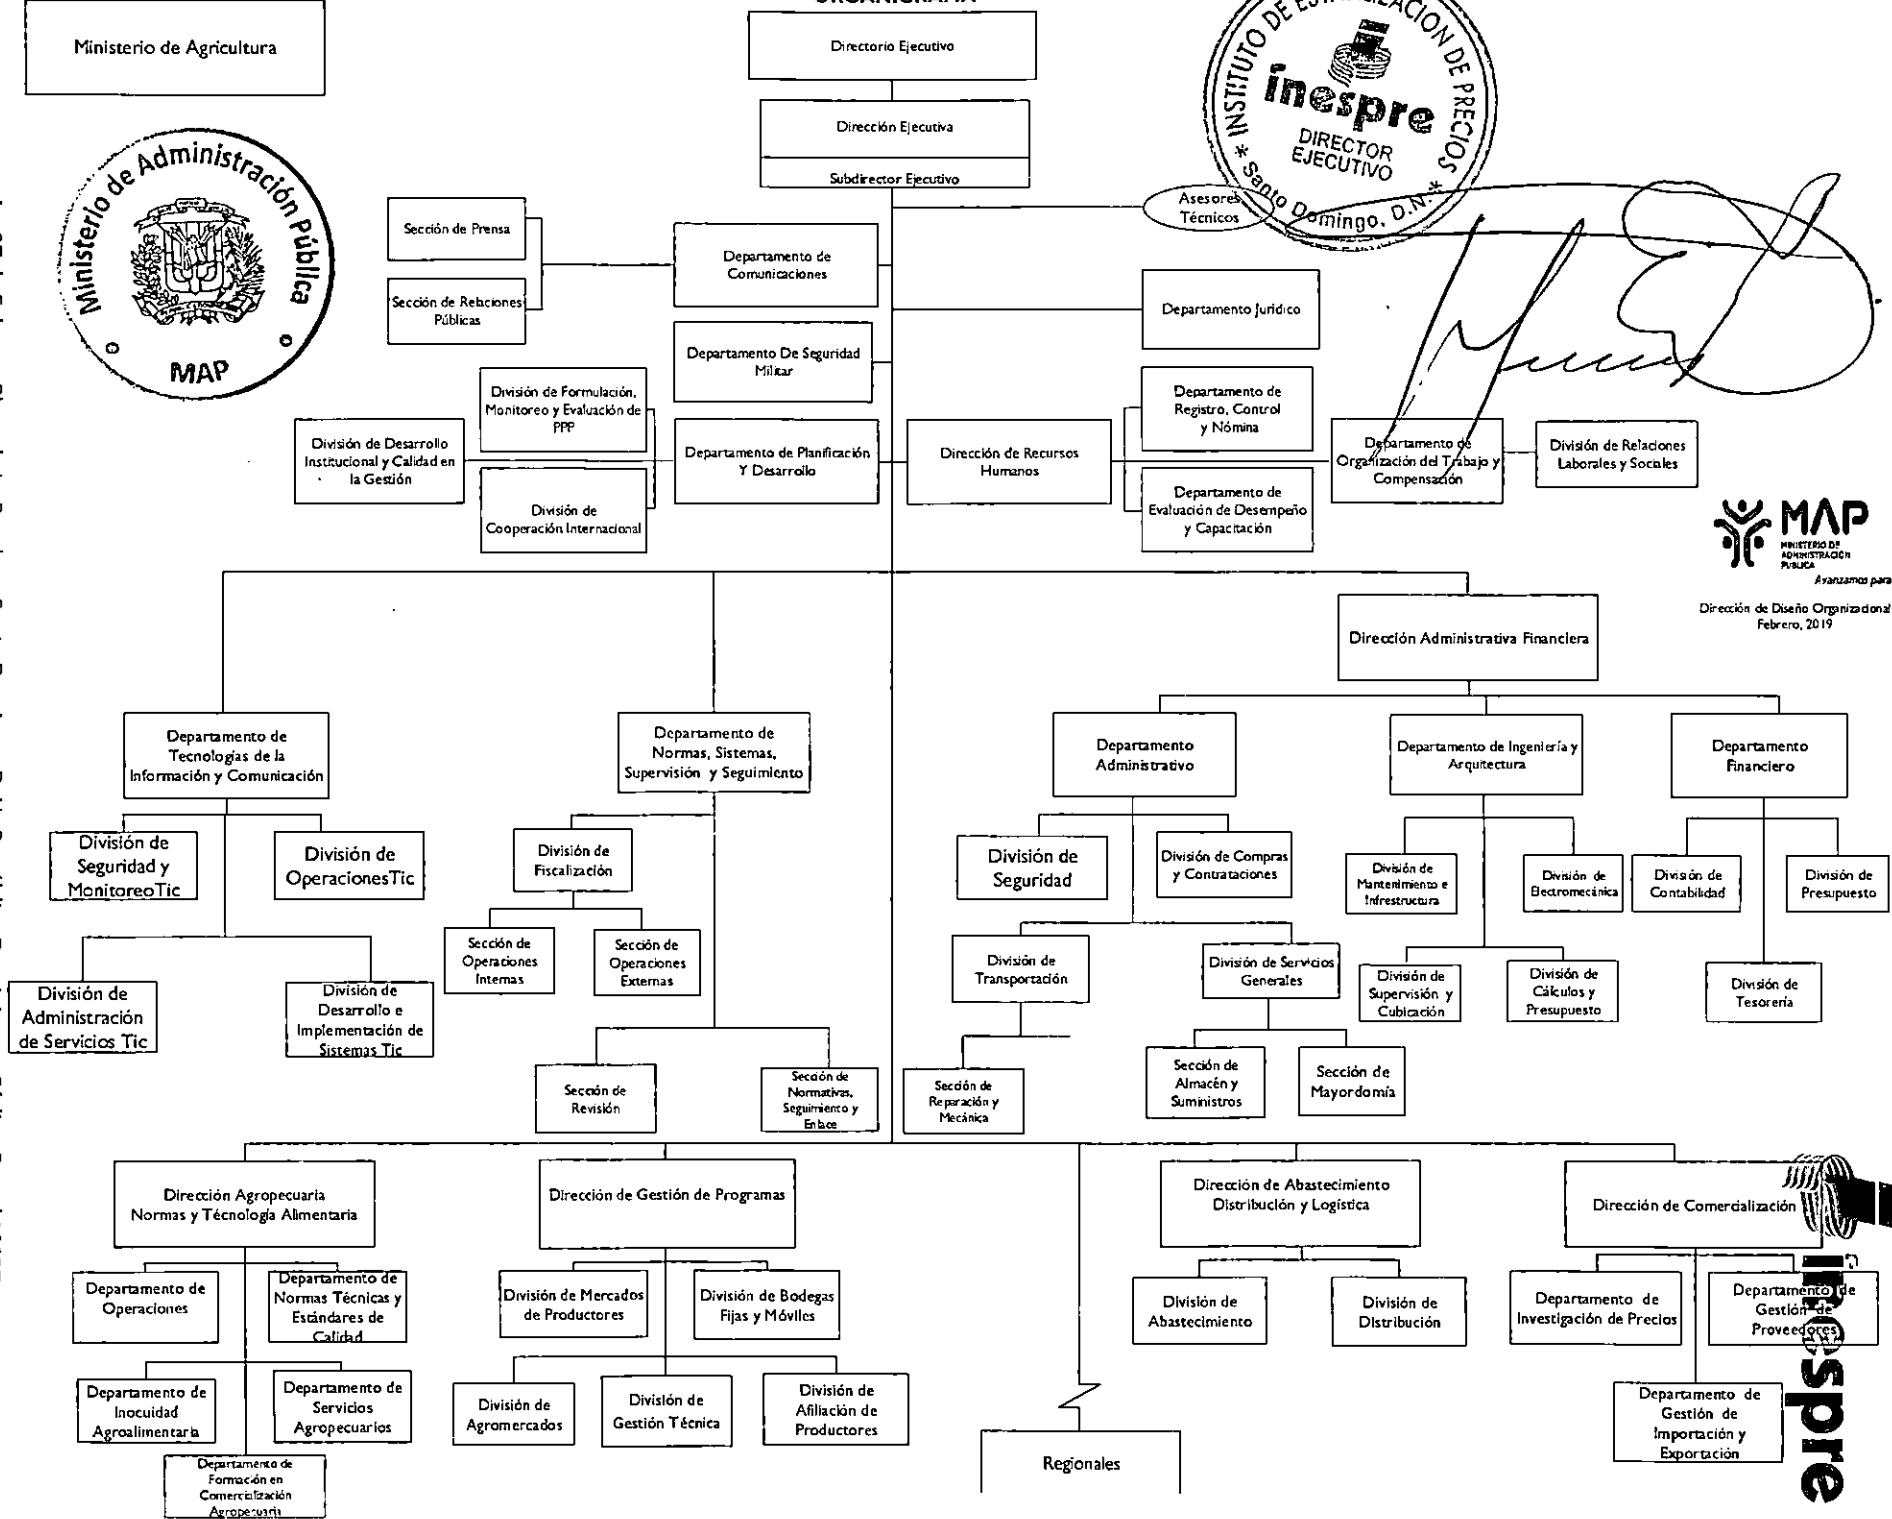 ORGANIGRAMA
Ministerio de Agricultura
Directorio Ejecutivo
Dirección Ejecutiva
Subdirector Ejecutivo
* INSTITUTO DE ESTABILIZACION DE PRECIOS *
inespre
DIRECTOR
EJECUTIVO
Santo Domingo, D.N.
Ministerio de Administración Pública
MAP
Asesores
Técnicos
Sección de Prensa
Sección de Relaciones
Públicas
Departamento de
Comunicaciones
Departamento Jurídico
Departamento De Seguridad
Militar
División de Formulación,
Monitoreo y Evaluación de
PPP
División de Desarrollo
Institucional y Calidad en
la Gestión
División de
Cooperación Internacional
Departamento de Planificación
Y Desarrollo
Dirección de Recursos
Humanos
Departamento de
Registro, Control
y Nómina
Departamento de
Evaluación de Desempeño
y Capacitación
Departamento de
Organización del Trabajo y
Compensación
División de Relaciones
Laborales y Sociales
MAP
MINISTERIO DE
ADMINISTRACIÓN
PUBLICA
Avanzamos para
Dirección de Diseño Organizacional
Febrero, 2019
Dirección Administrativa Financiera
Departamento de
Tecnologías de la
Información y Comunicación
Departamento de
Normas, Sistemas,
Supervisión y Seguimiento
Departamento
Administrativo
Departamento de Ingeniería y
Arquitectura
Departamento
Financiero
División de
Seguridad y
MonitoreoTic
División de
OperacionesTic
División de
Fiscalización
División de
Seguridad
División de Compras
y Contrataciones
División de
Mantenimiento e
Infrestructura
División de
Electromecánica
División de
Contabilidad
División de
Presupuesto
Sección de
Operaciones
Internas
Sección de
Operaciones
Externas
División de
Transportación
División de Servicios
Generales
División de
Supervisión y
Cubicación
División de
Cálculos y
Presupuesto
División de
Tesorería
División de
Administración
de Servicios Tic
División de
Desarrollo e
Implementación de
Sistemas Tic
Sección de
Revisión
Sección de
Normativas,
Seguimiento y
Enlace
Sección de
Reparación y
Mecánica
Sección de
Almacén y
Suministros
Sección de
Mayordomía
Dirección Agropecuaria
Normas y Técnología Alimentaria
Dirección de Gestión de Programas
Dirección de Abastecimiento
Distribución y Logística
Dirección de Comercialización
Departamento de
Operaciones
Departamento de
Normas Técnicas y
Estándares de
Calidad
División de Mercados
de Productores
División de Bodegas
Fijas y Móviles
División de
Abastecimiento
División de
Distribución
Departamento de
Investigación de Precios
Departamento de
Gestión de
Proveedores
Departamento de
Inocuidad
Agroalimentaria
Departamento de
Servicios
Agropecuarios
División de
Agromercados
División de
Gestión Técnica
División de
Afiliación de
Productores
Departamento de
Gestión de
Importación y
Exportación
Departamento de
Formación en
Comercialización
Agropecuaria
Regionales
inespre